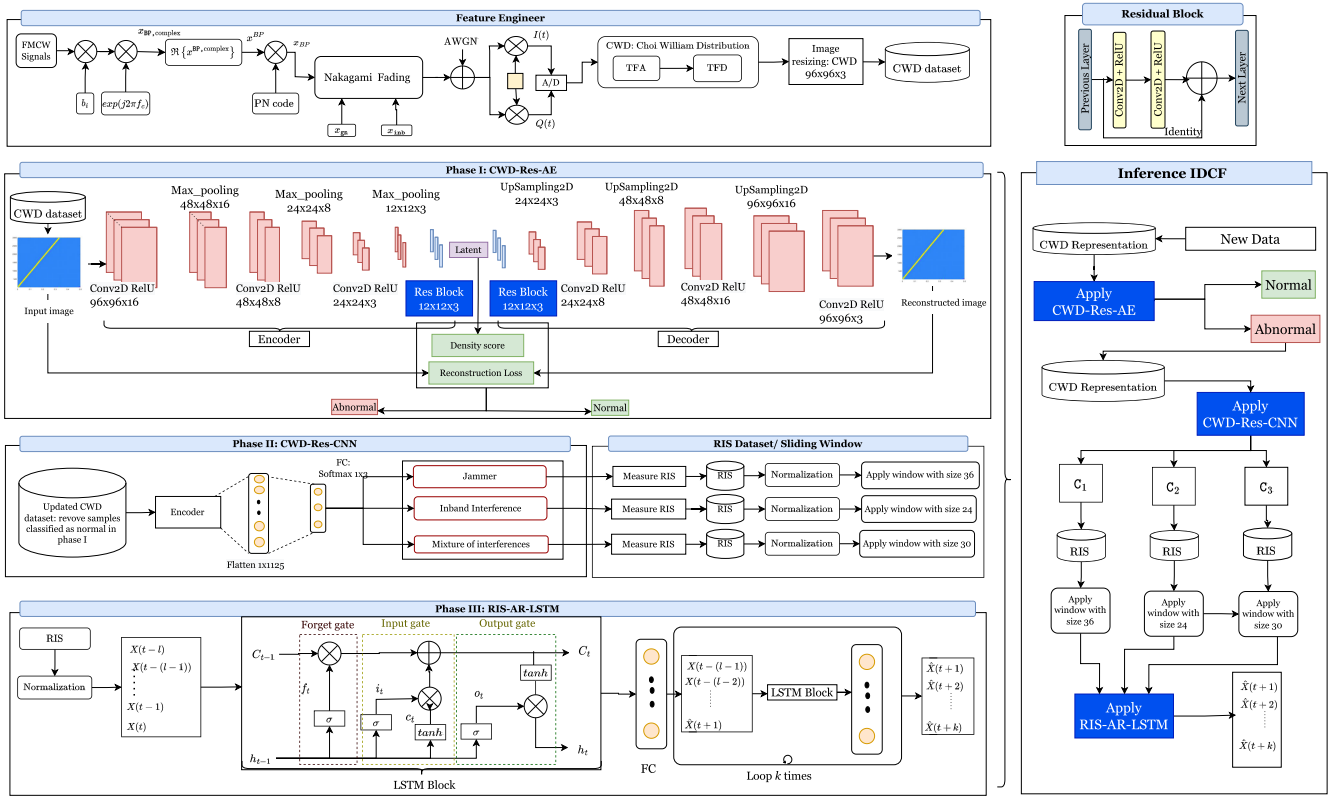 Feature Engineer
FMCW
Signals
x_BP,complex
ℜ{x^BP,complex}
x^BP
x_BP
b_i
exp(j2πf_c)
PN code
Nakagami Fading
x_gn
x_inb
AWGN
I(t)
Q(t)
A/D
CWD: Choi William Distribution
TFA
TFD
Image
resizing: CWD
96x96x3
CWD dataset
Residual Block
Previous Layer
Conv2D + RelU
Conv2D + RelU
Identity
Next Layer
Phase I: CWD-Res-AE
CWD dataset
Input image
Conv2D RelU
96x96x16
Max_pooling
48x48x16
Conv2D RelU
48x48x8
Max_pooling
24x24x8
Conv2D RelU
24x24x3
Max_pooling
12x12x3
Res Block
12x12x3
Latent
Res Block
12x12x3
UpSampling2D
24x24x3
Conv2D RelU
24x24x8
UpSampling2D
48x48x8
Conv2D RelU
48x48x16
UpSampling2D
96x96x16
Conv2D RelU
96x96x3
Reconstructed image
Encoder
Decoder
Density score
Reconstruction Loss
Abnormal
Normal
Phase II: CWD-Res-CNN
Updated CWD
dataset: revove samples
classified as normal in
phase I
Encoder
Flatten 1x1125
FC:
Softmax 1x3
Jammer
Inband Interference
Mixture of interferences
RIS Dataset/ Sliding Window
Measure RIS
RIS
Normalization
Apply window with size 36
Measure RIS
RIS
Normalization
Apply window with size 24
Measure RIS
RIS
Normalization
Apply window with size 30
Phase III: RIS-AR-LSTM
RIS
Normalization
X(t−l)
X(t−(l−1))
⋮
X(t−1)
X(t)
Forget gate
Input gate
Output gate
C_t−1
C_t
f_t
i_t
c_t
o_t
σ
σ
tanh
σ
tanh
h_t−1
h_t
LSTM Block
FC
X(t−(l−1))
X(t−(l−2))
⋮
X̂(t+1)
LSTM Block
Loop k times
X̂(t+1)
X̂(t+2)
⋮
X̂(t+k)
Inference IDCF
New Data
CWD Representation
Apply
CWD-Res-AE
Normal
Abnormal
CWD Representation
Apply
CWD-Res-CNN
C₁
C₂
C₃
RIS
RIS
RIS
Apply
window with
size 36
Apply
window with
size 24
Apply
window with
size 30
Apply
RIS-AR-LSTM
X̂(t+1)
X̂(t+2)
⋮
X̂(t+k)